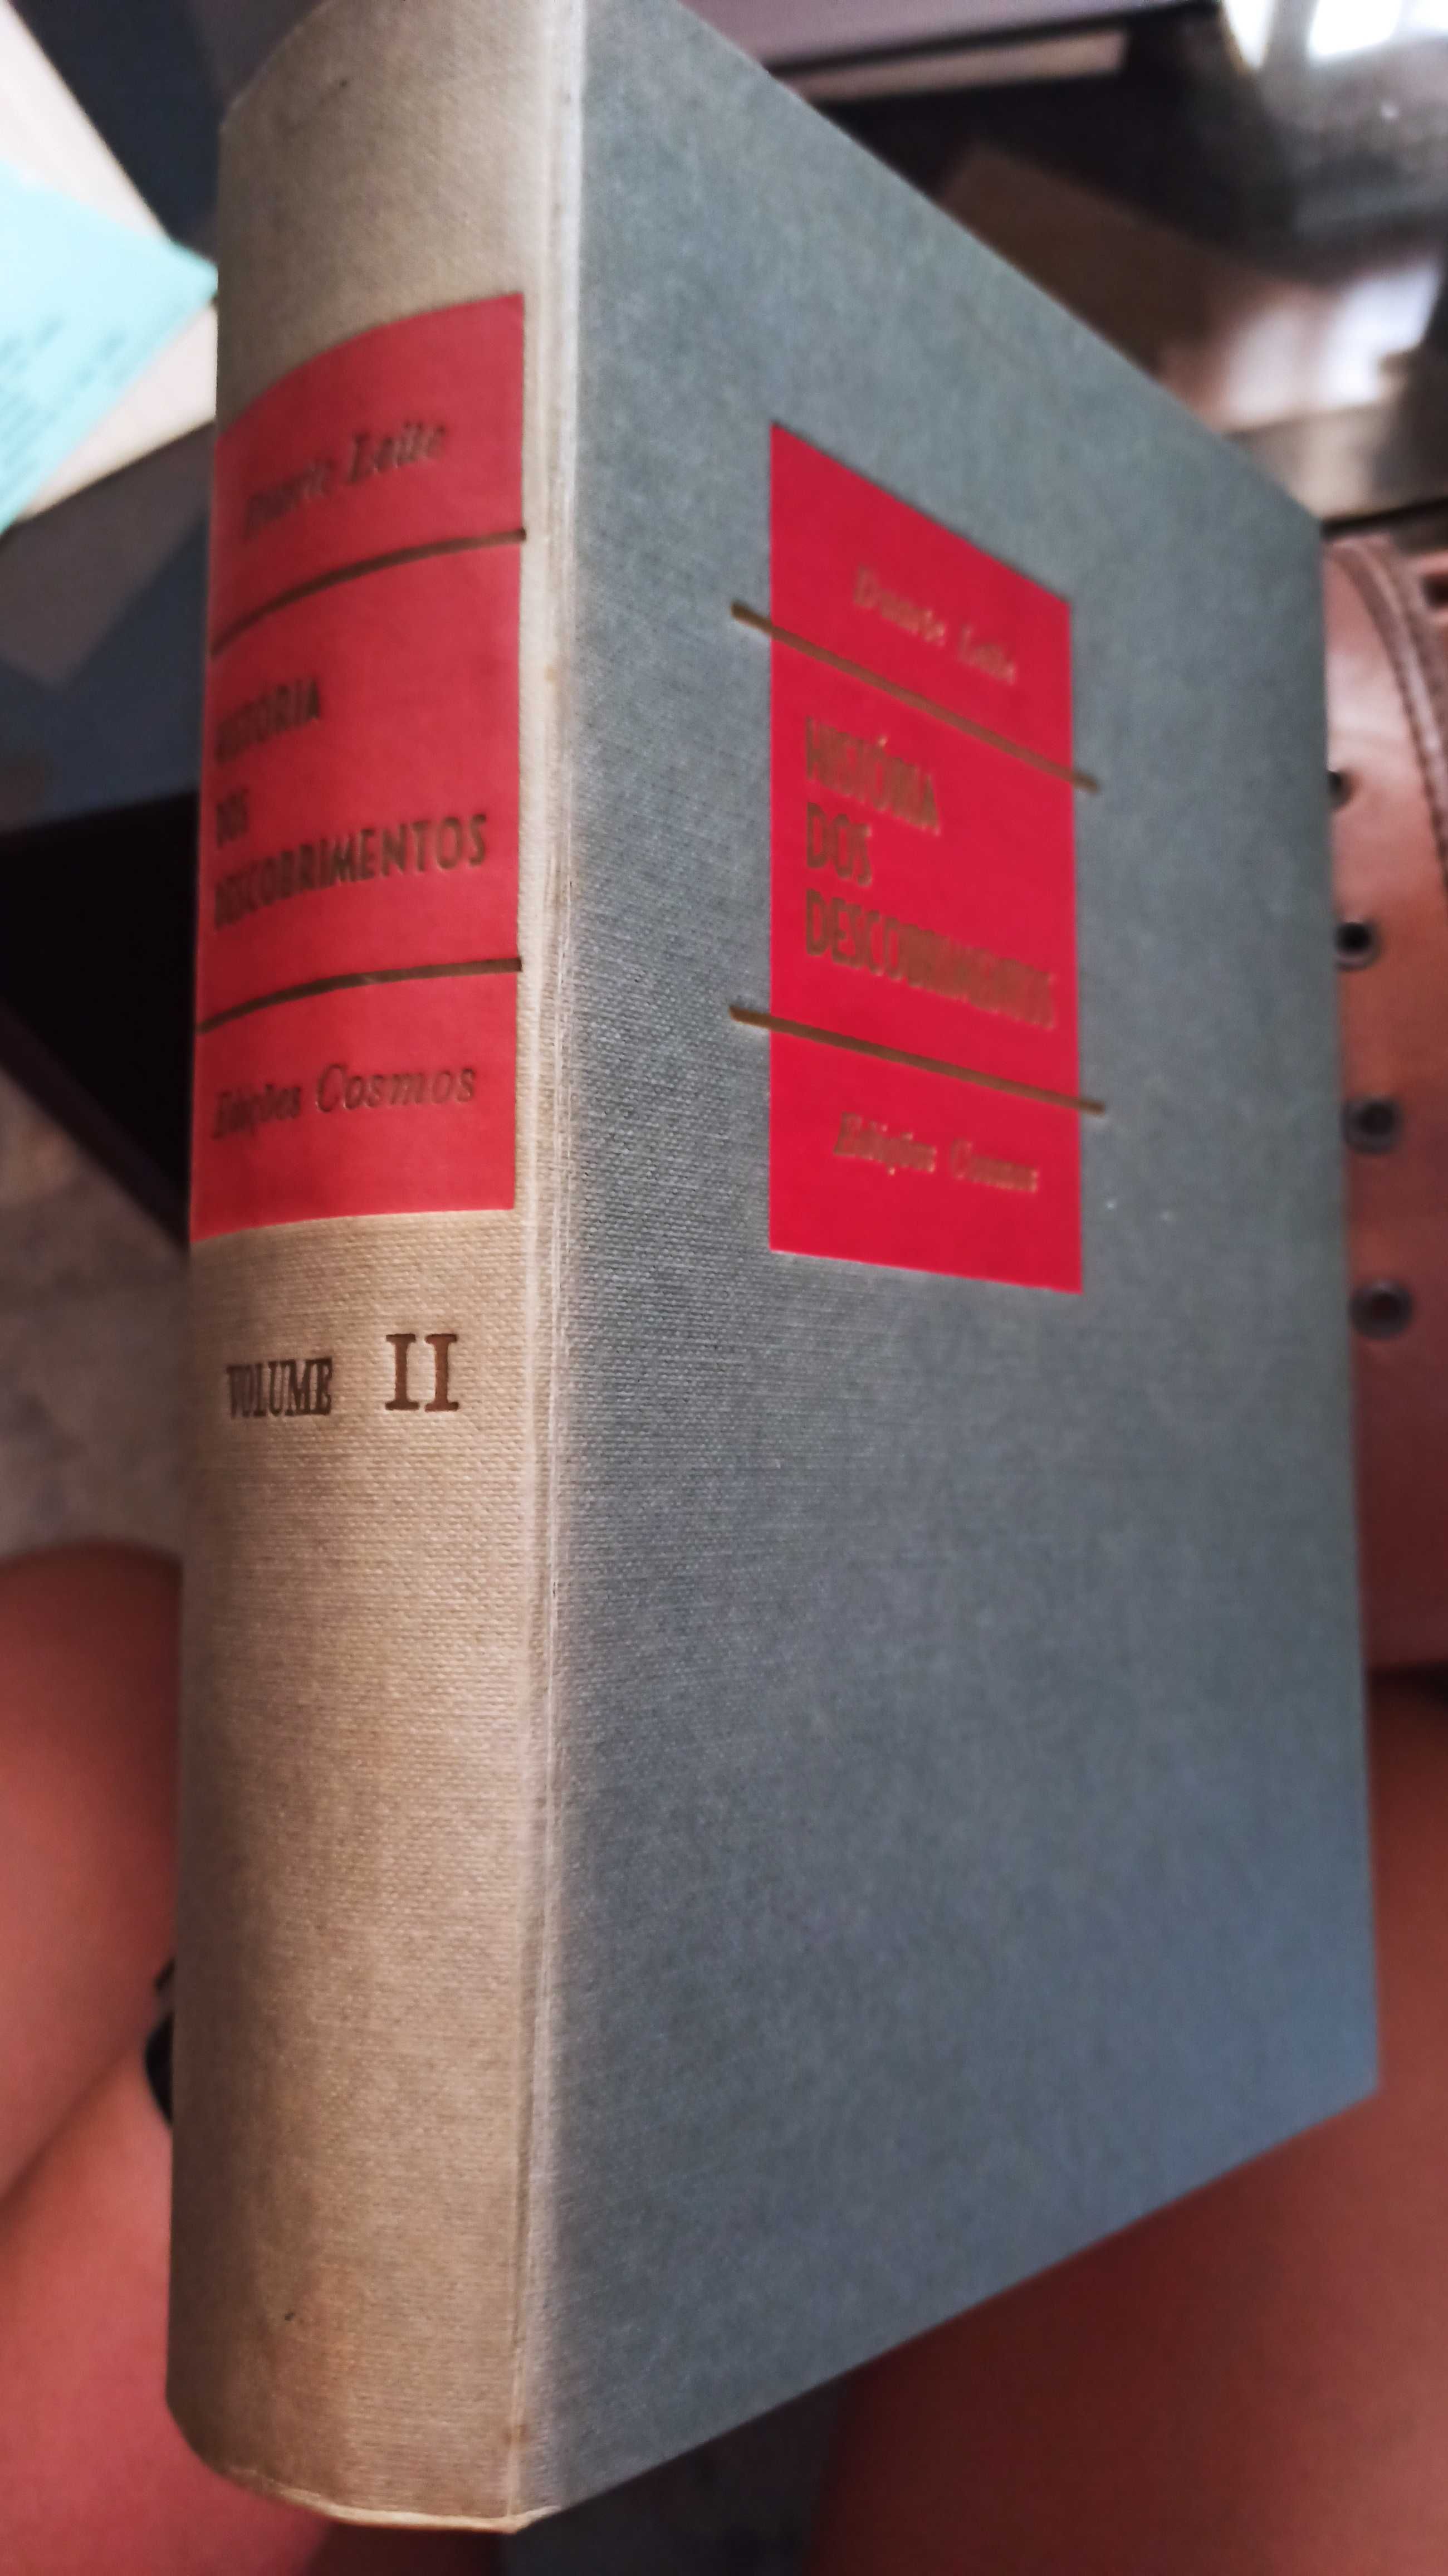 Duarte Leite
HISTÓRIA
DOS
DESCOBRIMENTOS
Edições Cosmos
VOLUME II
Duarte Leite
HISTÓRIA
DOS
DESCOBRIMENTOS
Edições Cosmos